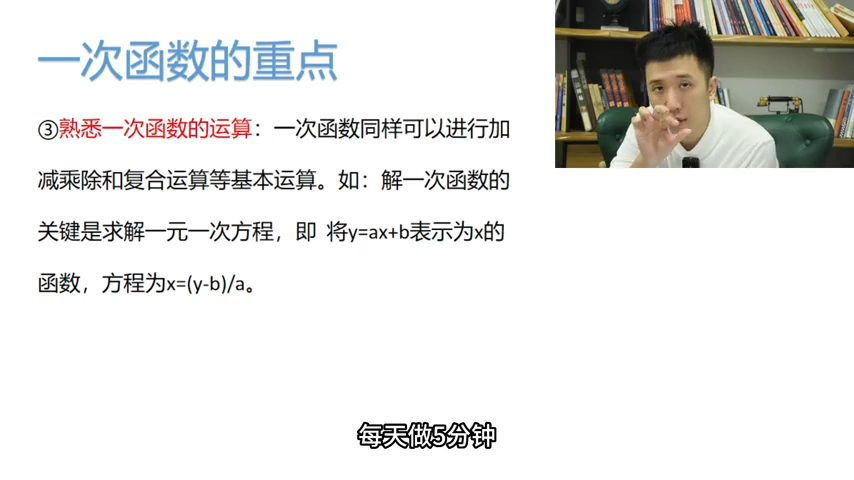 一次函数的重点
③熟悉一次函数的运算：一次函数同样可以进行加
减乘除和复合运算等基本运算。如：解一次函数的
关键是求解一元一次方程，即 将y=ax+b表示为x的
函数，方程为x=(y-b)/a。
每天做5分钟